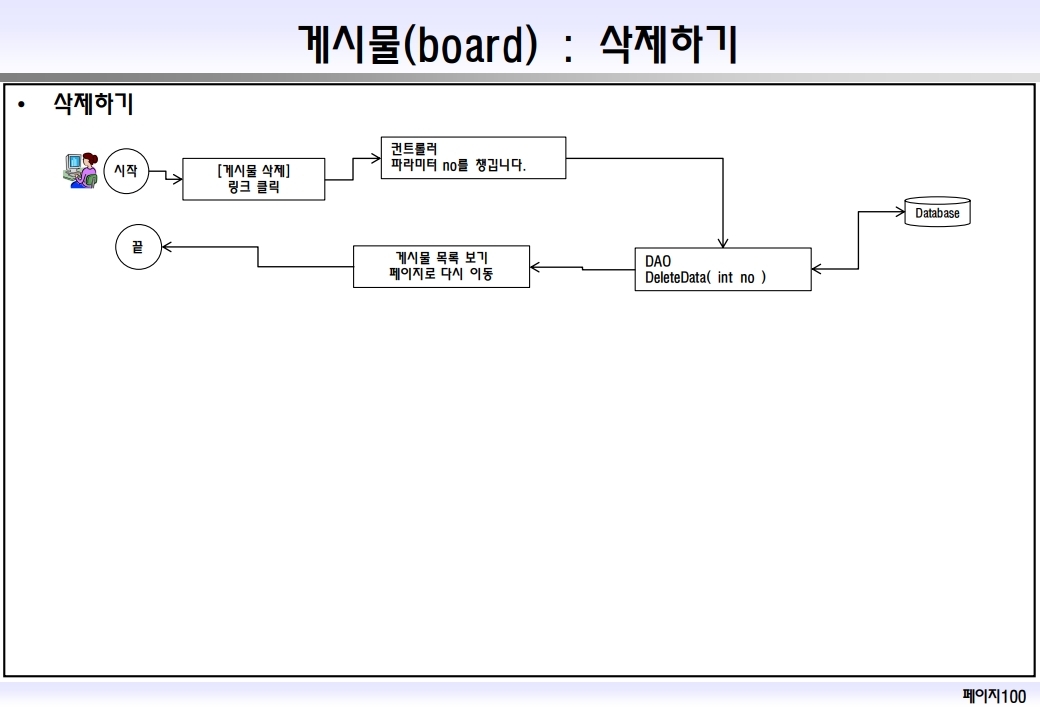 게시물(board) : 삭제하기
• 삭제하기
시작
[게시물 삭제]
링크 클릭
컨트롤러
파라미터 no를 챙깁니다.
Database
끝
게시물 목록 보기
페이지로 다시 이동
DAO
DeleteData( int no )
페이지100